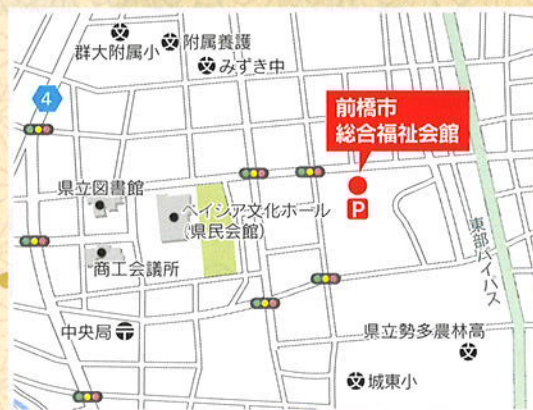 群大附属小
附属養護
みずき中
4
前橋市
総合福祉会館
P
県立図書館
ベイシア文化ホール
(県民会館)
商工会議所
東部バイパス
中央局
県立勢多農林高
城東小